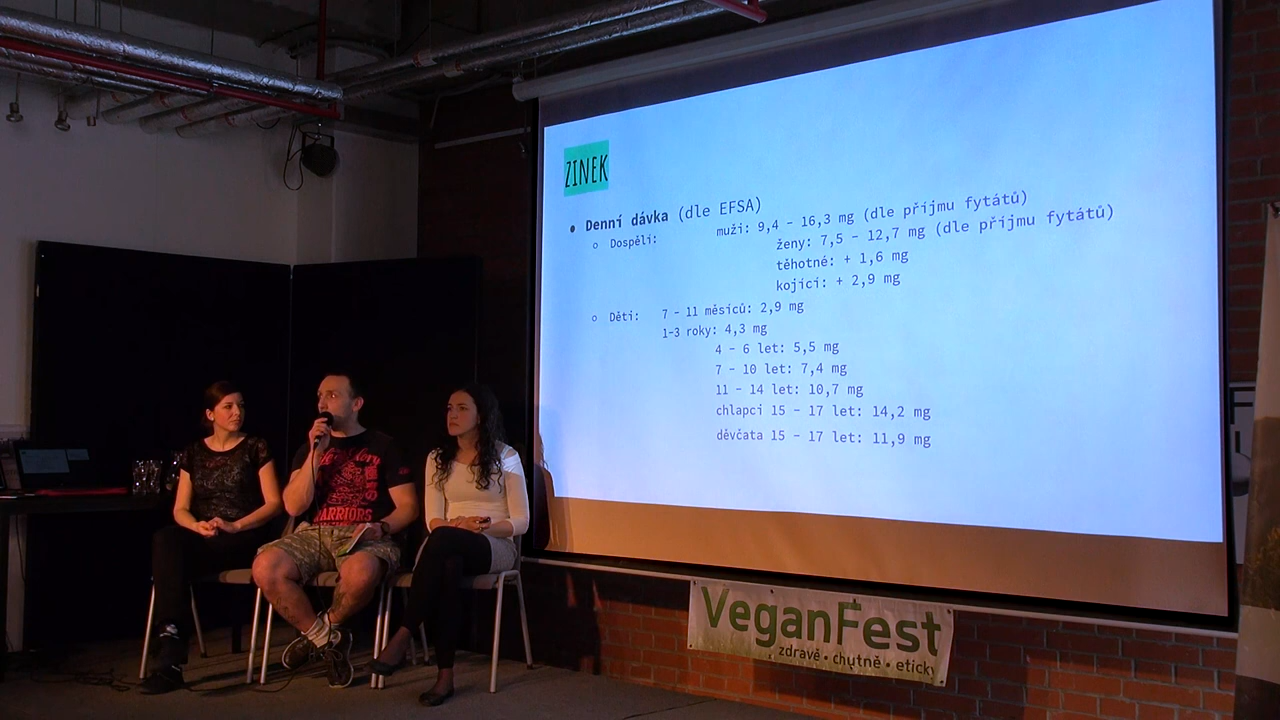 ZINEK
• Denní dávka (dle EFSA)
○ Dospělí: muži: 9,4 - 16,3 mg (dle příjmu fytátů)
ženy: 7,5 - 12,7 mg (dle příjmu fytátů)
těhotné: + 1,6 mg
kojící: + 2,9 mg
○ Děti: 7 - 11 měsíců: 2,9 mg
1-3 roky: 4,3 mg
4 - 6 let: 5,5 mg
7 - 10 let: 7,4 mg
11 - 14 let: 10,7 mg
chlapci 15 - 17 let: 14,2 mg
děvčata 15 - 17 let: 11,9 mg
WARRIORS
VeganFest
zdravě • chutně • eticky